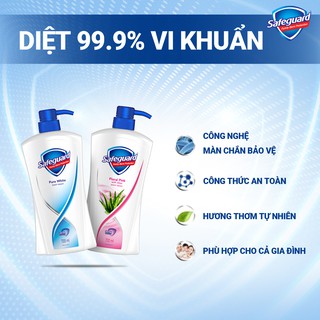 Safeguard
DIỆT 99.9% VI KHUẨN
Safeguard
Pure White
Safeguard
Floral Pink
CÔNG NGHỆ
MÀN CHẮN BẢO VỆ
CÔNG THỨC AN TOÀN
HƯƠNG THƠM TỰ NHIÊN
PHÙ HỢP CHO CẢ GIA ĐÌNH